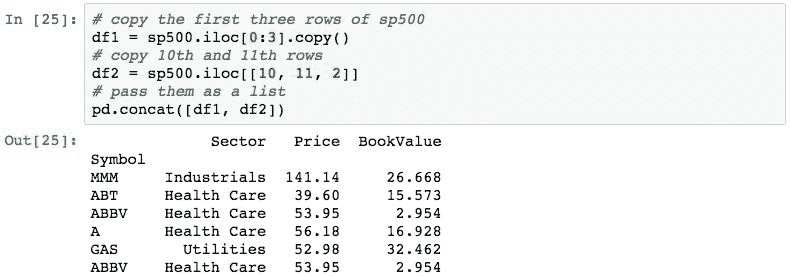 In [25]: # copy the first three rows of sp500
df1 = sp500.iloc[0:3].copy()
# copy 10th and 11th rows
df2 = sp500.iloc[[10, 11, 2]]
# pass them as a list
pd.concat([df1, df2])
Out[25]: Sector Price BookValue
Symbol
MMM Industrials 141.14 26.668
ABT Health Care 39.60 15.573
ABBV Health Care 53.95 2.954
A Health Care 56.18 16.928
GAS Utilities 52.98 32.462
ABBV Health Care 53.95 2.954